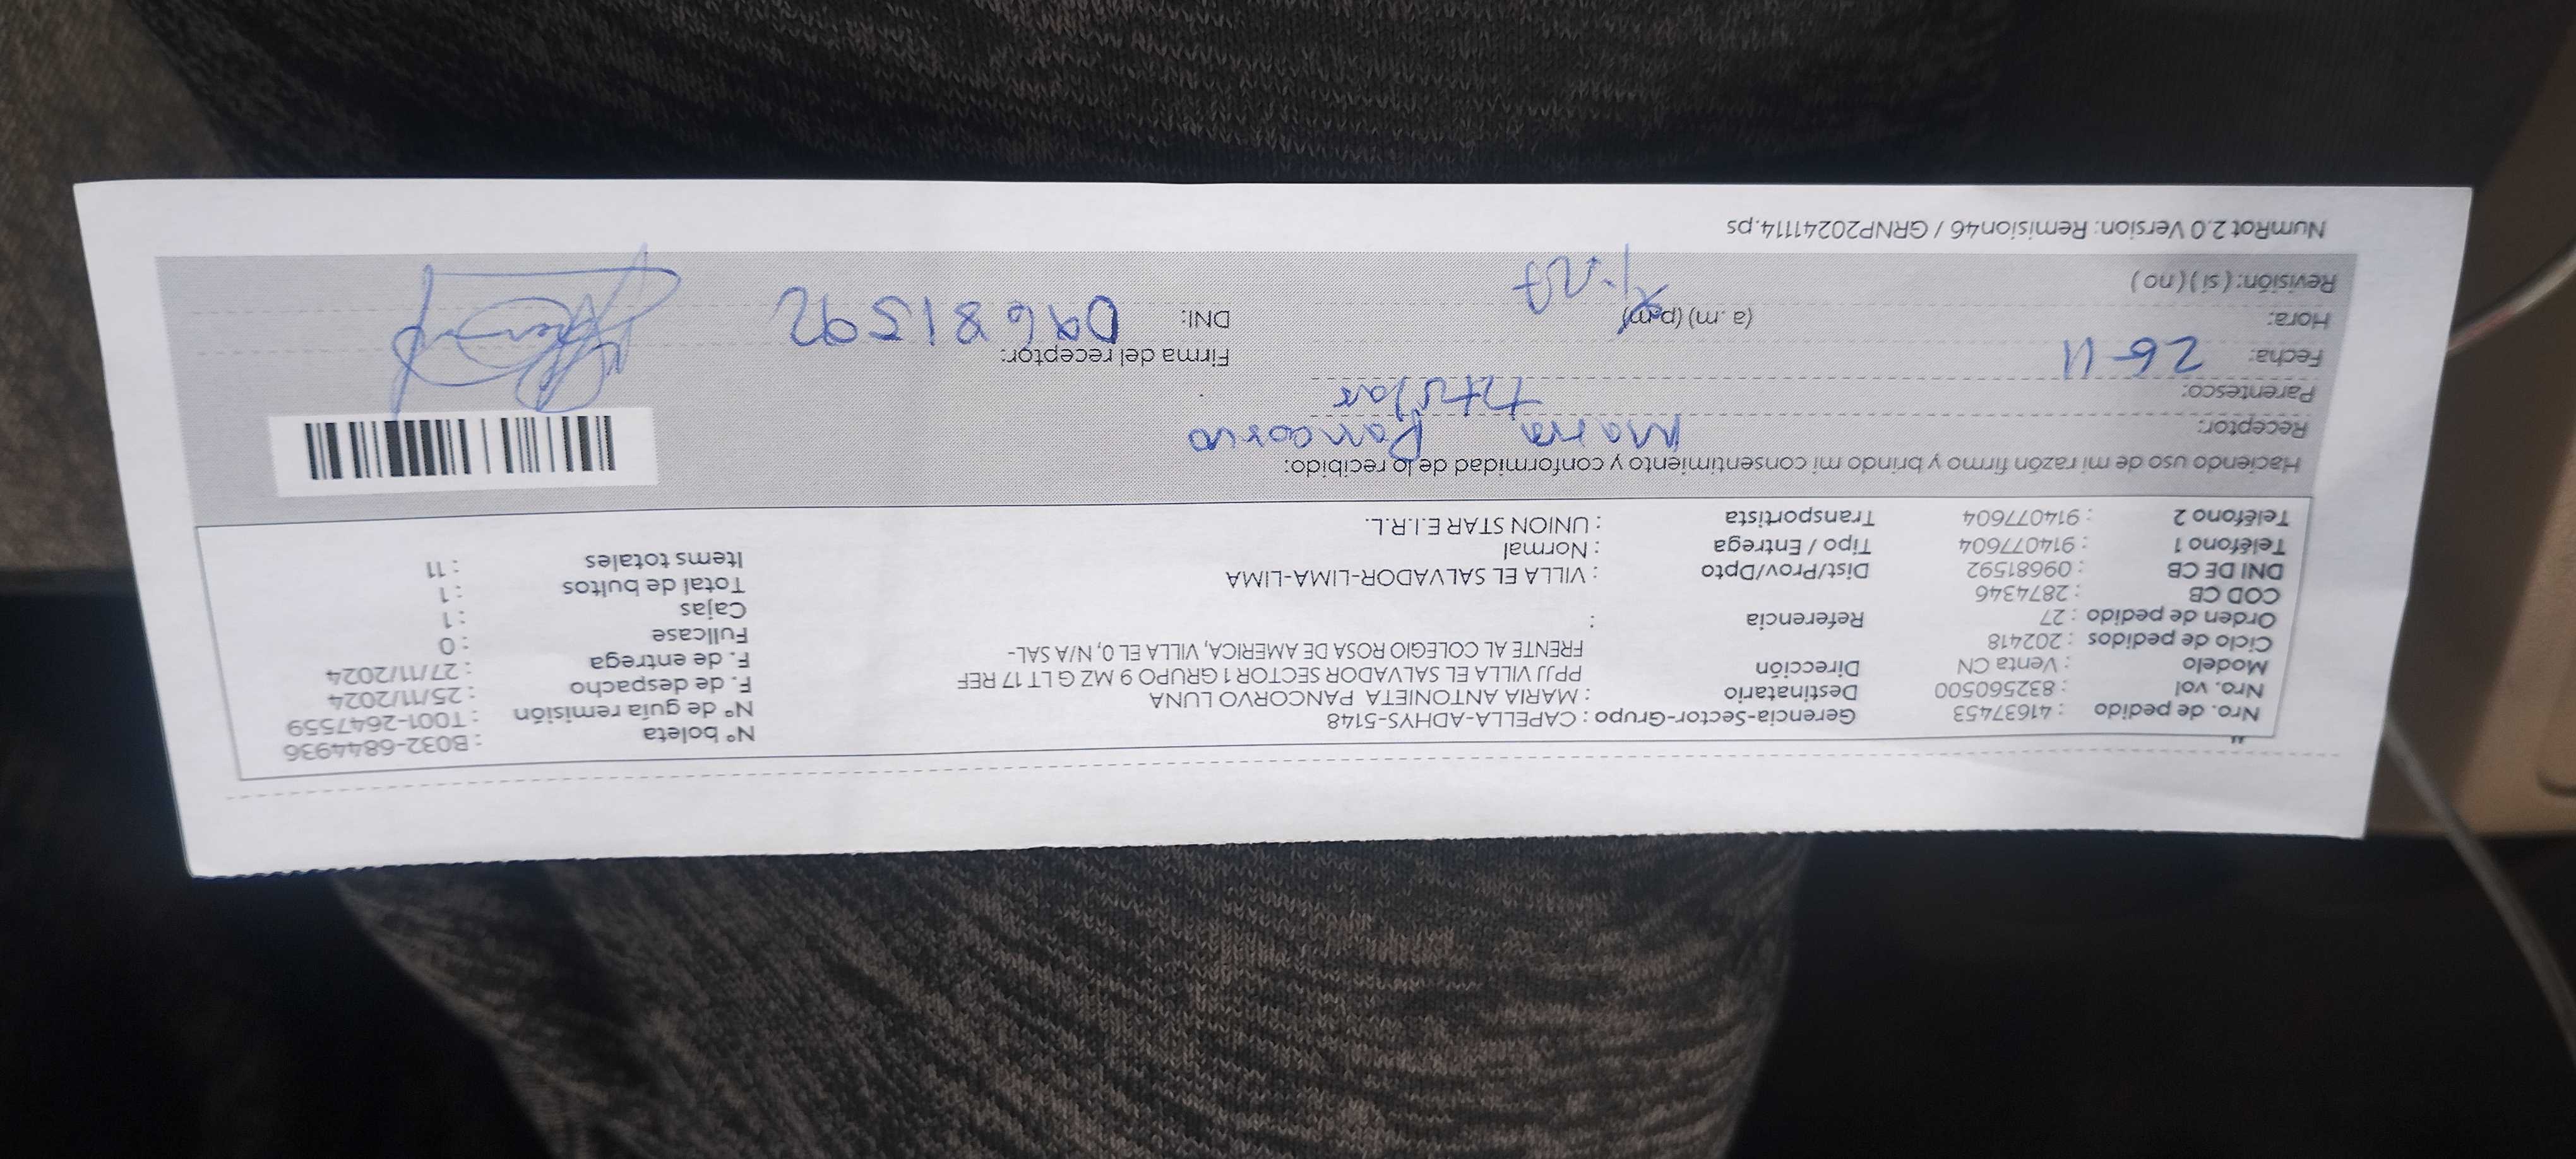 Nro. de pedido : 41637453
Nro. vol : 832560500
Modelo : Venta CN
Ciclo de pedidos : 202418
Orden de pedido : 27
COD CB : 2874346
DNI DE CB : 09681592
Teléfono 1 : 914077604
Teléfono 2 : 914077604
Gerencia-Sector-Grupo : CAPELLA-ADHYS-5148
Destinatario : MARIA ANTONIETA PANCORVO LUNA
Dirección PPJJ VILLA EL SALVADOR SECTOR 1 GRUPO 9 MZ G LT 17 REF
FRENTE AL COLEGIO ROSA DE AMERICA, VILLA EL 0, N/A SAL-
Referencia :
Dist/Prov/Dpto : VILLA EL SALVADOR-LIMA-LIMA
Tipo / Entrega : Normal
Transportista : UNION STAR E.I.R.L.
N° boleta : B032-6844936
N° de guía remisión : T001-2647559
F. de despacho : 25/11/2024
F. de entrega : 27/11/2024
Fullcase : 0
Cajas : 1
Total de bultos : 1
Items totales : 11
Haciendo uso de mi razón firmo y brindo mi consentimiento y conformidad de lo recibido:
Receptor: Maria Pancorvo
Parentesco: titular
Fecha: 26-11 Firma del receptor:
Hora: (a.m) (p.m) DNI: 09681592
Revisión: ( si ) ( no )
NumRot 2.0 Version: Remision46 / GRNP20241114.ps